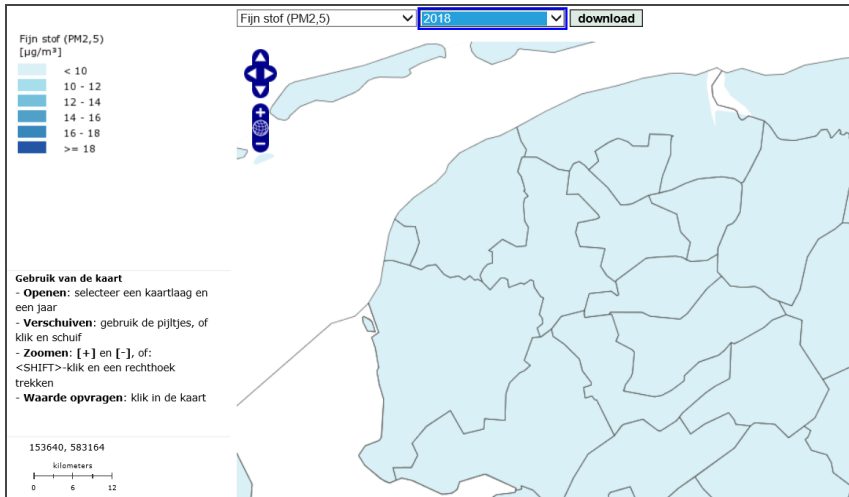 Fijn stof (PM2,5)
2018
download
Fijn stof (PM2,5)
[µg/m³]
< 10
10 - 12
12 - 14
14 - 16
16 - 18
>= 18
Gebruik van de kaart
- Openen: selecteer een kaartlaag en
een jaar
- Verschuiven: gebruik de pijltjes, of
klik en schuif
- Zoomen: [+] en [-], of:
<SHIFT>-klik en een rechthoek
trekken
- Waarde opvragen: klik in de kaart
153640, 583164
kilometers
0 6 12